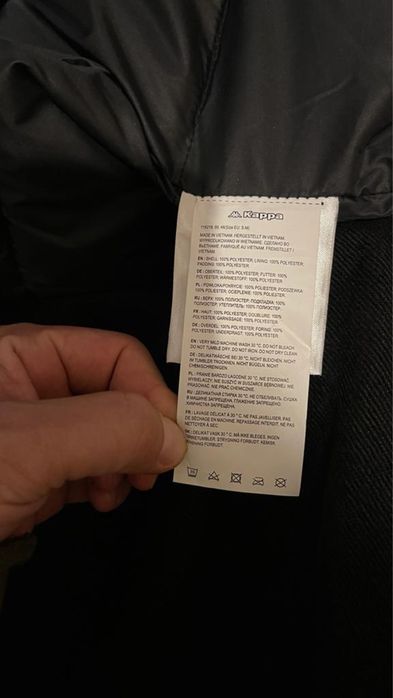 Kappa
MADE IN VIETNAM. HERGESTELLT IN VIETNAM.
WYPRODUKOWANO W WIETNAMIE. СДЕЛАНО ВО
ВЬЕТНАМЕ. FABRIQUÉ AU VIETNAM. FREMSTILLET I
VIETNAM.
EN : SHELL: 100% POLYESTER; LINING: 100% POLYESTER;
PADDING: 100% POLYESTER.
DE : OBERTEIL: 100% POLYESTER; FUTTER: 100%
POLYESTER; WÄRMESTOFF: 100% POLYESTER.
PL : POWŁOKA/POKRYCIE: 100% POLIESTER; PODSZEWKA:
100% POLIESTER; OCIEPLENIE: 100% POLIESTER.
RU : ВЕРХ: 100% ПОЛИЭСТЕР; ПОДКЛАДКА: 100%
ПОЛИЭСТЕР; УТЕПЛИТЕЛЬ: 100% ПОЛИЭСТЕР.
FR : HAUT: 100% POLYESTER; DOUBLURE: 100%
POLYESTER; GARNISSAGE: 100% POLYESTER.
DK : OVERDEL: 100% POLYESTER; FORING: 100%
POLYESTER; UNDERDRAGT: 100% POLYESTER.
EN : VERY MILD MACHINE WASH 30 °C. DO NOT BLEACH.
DO NOT TUMBLE DRY. DO NOT IRON. DO NOT DRY CLEAN
DE : DELIKATWÄSCHE BEI 30 °C. NICHT BLEICHEN. NICHT
IM TUMBLER TROCKNEN. NICHT BÜGELN. NICHT
CHEMISCHREINIGEN.
PL : PRANIE BARDZO ŁAGODNE 30 °C. NIE STOSOWAĆ
WYBIELACZY. NIE SUSZYĆ W SUSZARCE BĘBNOWEJ. NIE
PRASOWAĆ. NIE PRAĆ CHEMICZNIE.
RU : ДЕЛИКАТНАЯ СТИРКА 30 °C. НЕ ОТБЕЛИВАТЬ. СУШКА
В МАШИНЕ ЗАПРЕЩЕНА. ГЛАЖЕНИЕ ЗАПРЕЩЕНО.
ХИМЧИСТКА ЗАПРЕЩЕНА.
FR : LAVAGE DÉLICAT À 30 °C. NE PAS JAVELLISER. PAS
DE SÉCHAGE EN MACHINE. REPASSAGE INTERDIT. NE PAS
NETTOYER À SEC
DK : DELIKAT VASK 30 °C. MÅ IKKE BLEGES. INGEN
TØRRETUMBLER. STRYGNING FORBUDT. KEMISK
RENSNING FORBUDT.